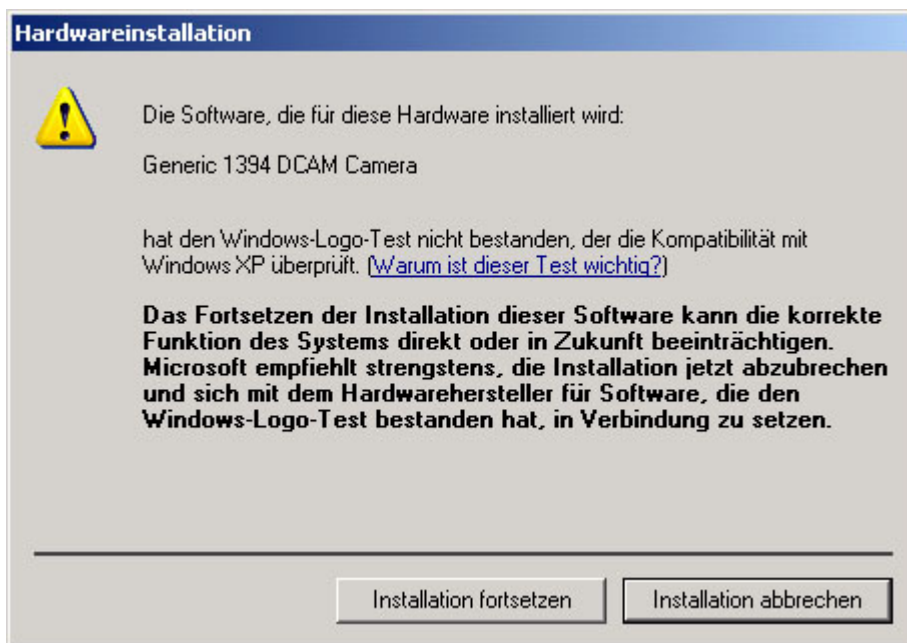 Hardwareinstallation
Die Software, die für diese Hardware installiert wird:
Generic 1394 DCAM Camera
hat den Windows-Logo-Test nicht bestanden, der die Kompatibilität mit
Windows XP überprüft. (Warum ist dieser Test wichtig?)
Das Fortsetzen der Installation dieser Software kann die korrekte
Funktion des Systems direkt oder in Zukunft beeinträchtigen.
Microsoft empfiehlt strengstens, die Installation jetzt abzubrechen
und sich mit dem Hardwarehersteller für Software, die den
Windows-Logo-Test bestanden hat, in Verbindung zu setzen.
Installation fortsetzen
Installation abbrechen